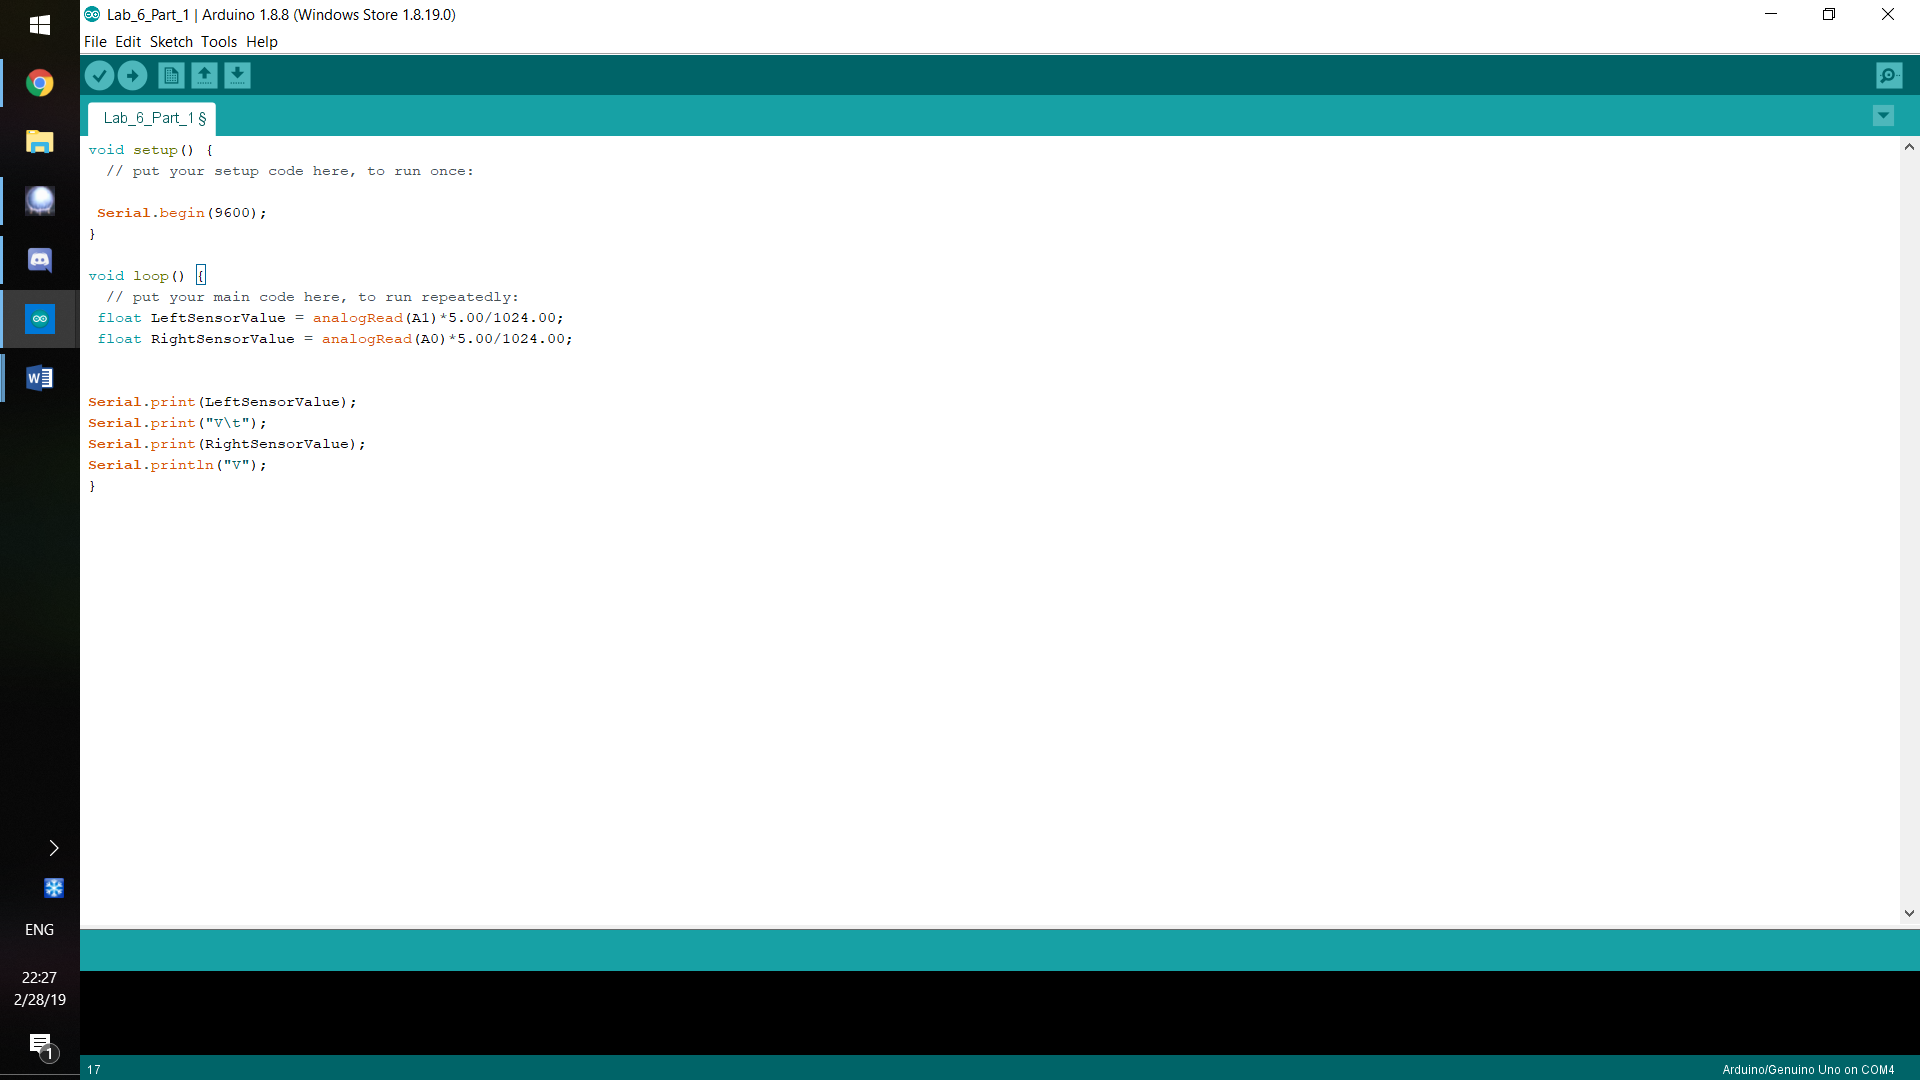 Lab_6_Part_1 | Arduino 1.8.8 (Windows Store 1.8.19.0)
File Edit Sketch Tools Help
Lab_6_Part_1 §
void setup() {
  // put your setup code here, to run once:

 Serial.begin(9600);
}

void loop() {
  // put your main code here, to run repeatedly:
 float LeftSensorValue = analogRead(A1)*5.00/1024.00;
 float RightSensorValue = analogRead(A0)*5.00/1024.00;


Serial.print(LeftSensorValue);
Serial.print("V\t");
Serial.print(RightSensorValue);
Serial.println("V");
}
ENG
22:27
2/28/19
1
17
Arduino/Genuino Uno on COM4